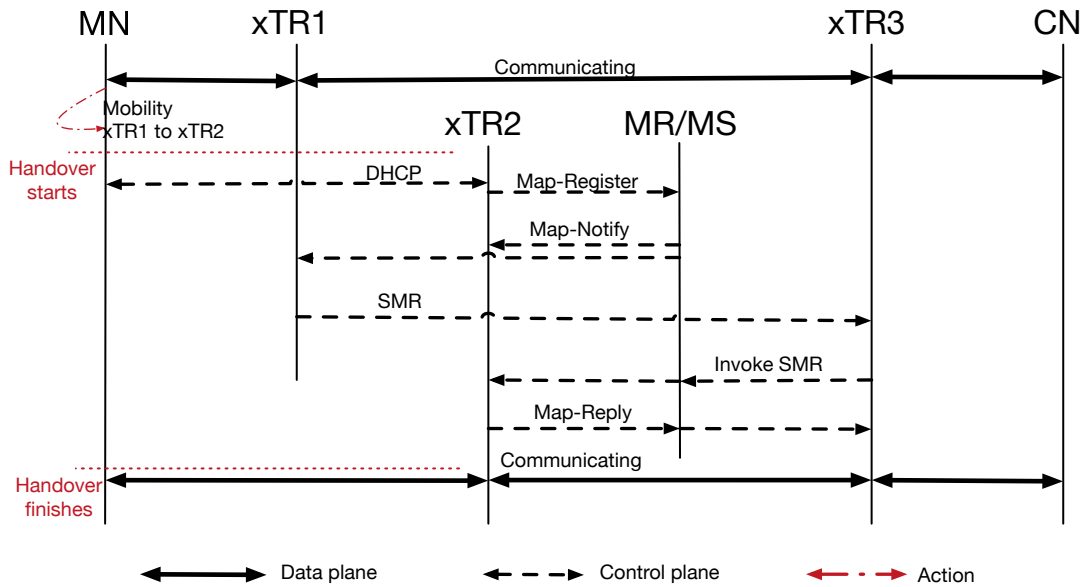 MN
xTR1
xTR3
CN
Communicating
Mobility
xTR1 to xTR2
xTR2
MR/MS
Handover
starts
DHCP
Map-Register
Map-Notify
SMR
Invoke SMR
Map-Reply
Communicating
Handover
finishes
Data plane
Control plane
Action